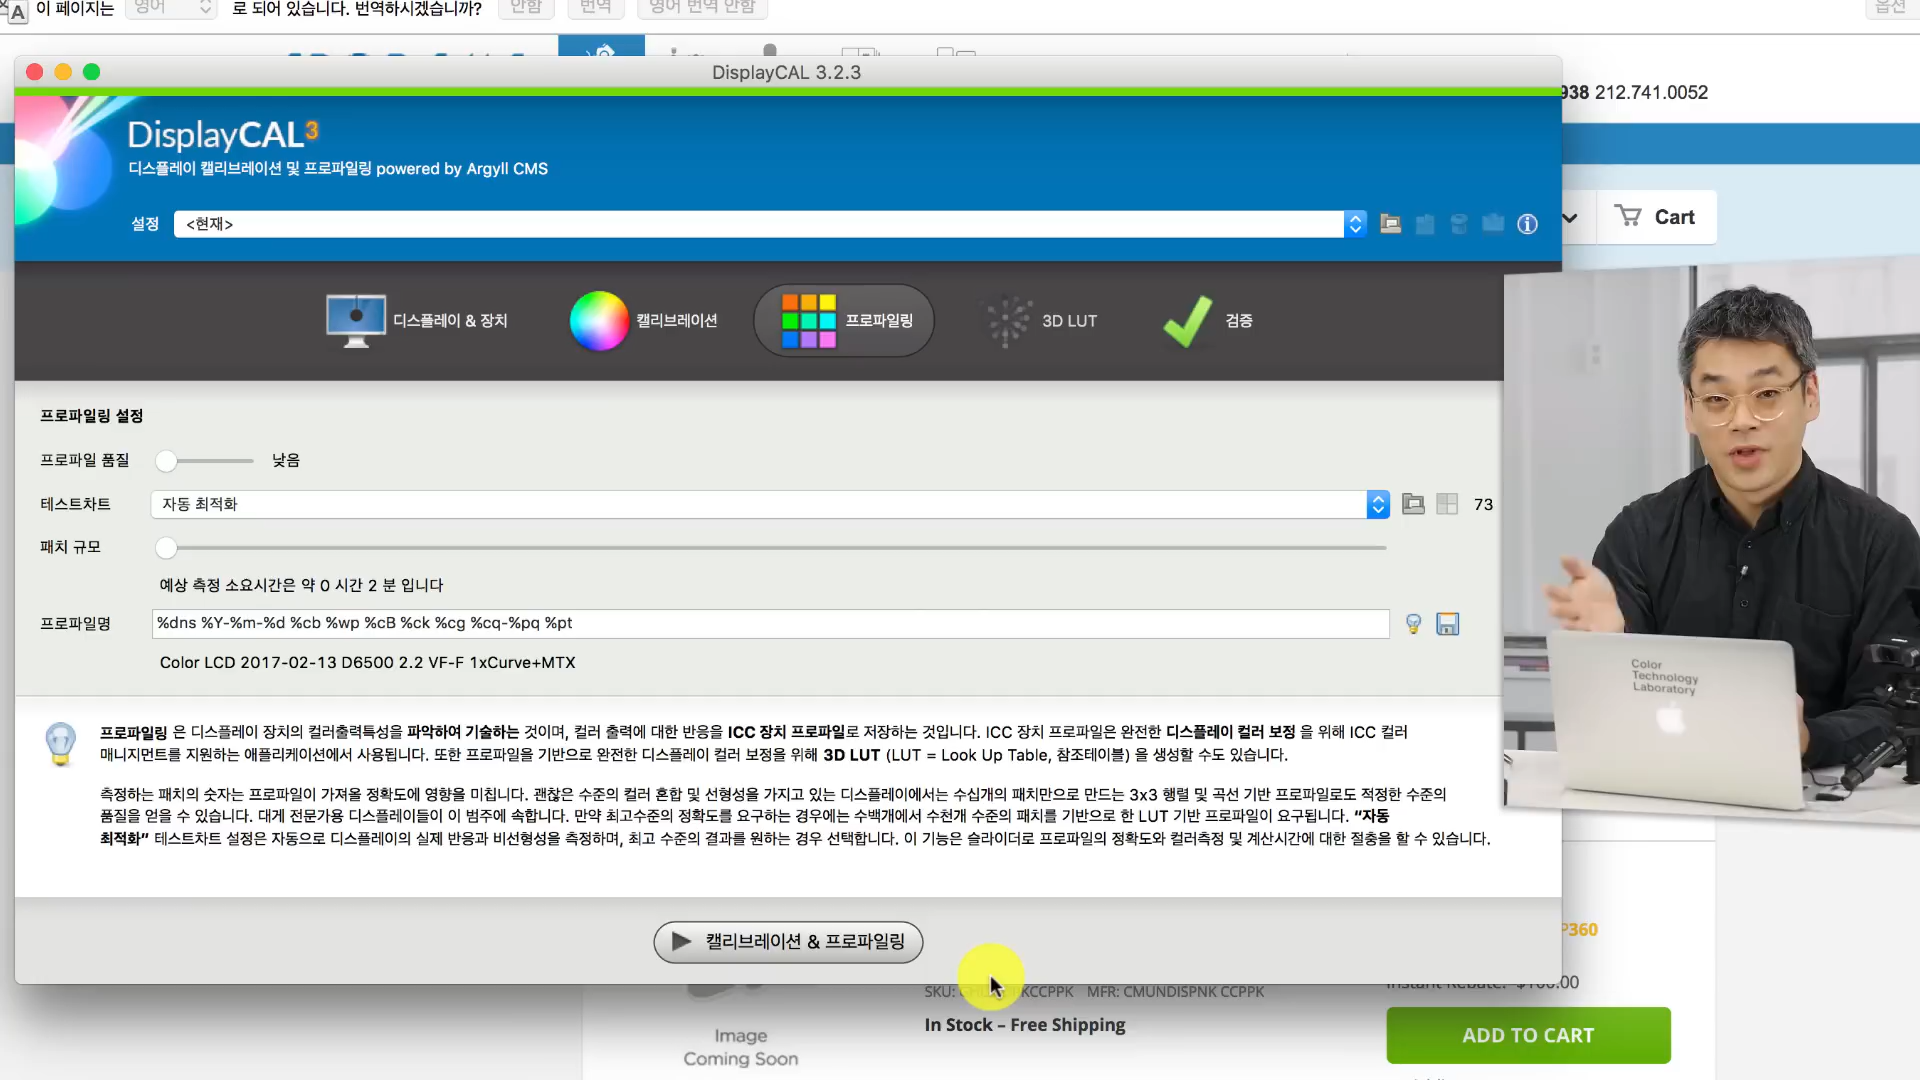 A 이 페이지는 영어 로 되어 있습니다. 번역하시겠습니까? 안함 번역 영어 번역 안함 옵션
DisplayCAL 3.2.3
938 212.741.0052
DisplayCAL3
디스플레이 캘리브레이션 및 프로파일링 powered by Argyll CMS
설정 <현재>
Cart
디스플레이 & 장치 캘리브레이션 프로파일링 3D LUT 검증
프로파일링 설정
프로파일 품질 낮음
테스트차트 자동 최적화 73
패치 규모
예상 측정 소요시간은 약 0 시간 2 분 입니다
프로파일명 %dns %Y-%m-%d %cb %wp %cB %ck %cg %cq-%pq %pt
Color LCD 2017-02-13 D6500 2.2 VF-F 1xCurve+MTX
Color
Technology
Laboratory
프로파일링 은 디스플레이 장치의 컬러출력특성을 파악하여 기술하는 것이며, 컬러 출력에 대한 반응을 ICC 장치 프로파일로 저장하는 것입니다. ICC 장치 프로파일은 완전한 디스플레이 컬러 보정 을 위해 ICC 컬러
매니지먼트를 지원하는 애플리케이션에서 사용됩니다. 또한 프로파일을 기반으로 완전한 디스플레이 컬러 보정을 위해 3D LUT (LUT = Look Up Table, 참조테이블) 을 생성할 수도 있습니다.
측정하는 패치의 숫자는 프로파일이 가져올 정확도에 영향을 미칩니다. 괜찮은 수준의 컬러 혼합 및 선형성을 가지고 있는 디스플레이에서는 수십개의 패치만으로 만드는 3x3 행렬 및 곡선 기반 프로파일로도 적정한 수준의
품질을 얻을 수 있습니다. 대게 전문가용 디스플레이들이 이 범주에 속합니다. 만약 최고수준의 정확도를 요구하는 경우에는 수백개에서 수천개 수준의 패치를 기반으로 한 LUT 기반 프로파일이 요구됩니다. “자동
최적화” 테스트차트 설정은 자동으로 디스플레이의 실제 반응과 비선형성을 측정하며, 최고 수준의 결과를 원하는 경우 선택합니다. 이 기능은 슬라이더로 프로파일의 정확도와 컬러측정 및 계산시간에 대한 절충을 할 수 있습니다.
P360
캘리브레이션 & 프로파일링
SKU: MFR: CMUNDISPNK CCPPK
In Stock – Free Shipping
Image
Coming Soon
ADD TO CART